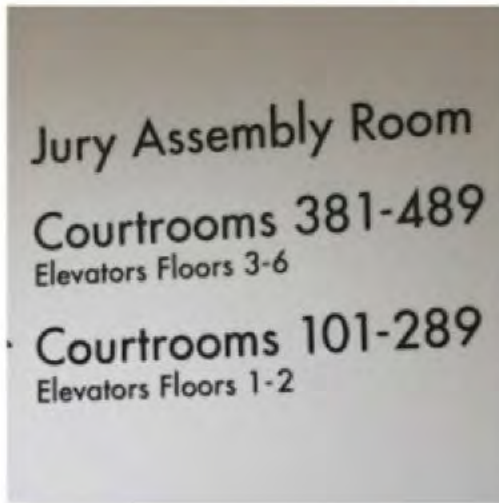 Jury Assembly Room
Courtrooms 381-489
Elevators Floors 3-6
Courtrooms 101-289
Elevators Floors 1-2